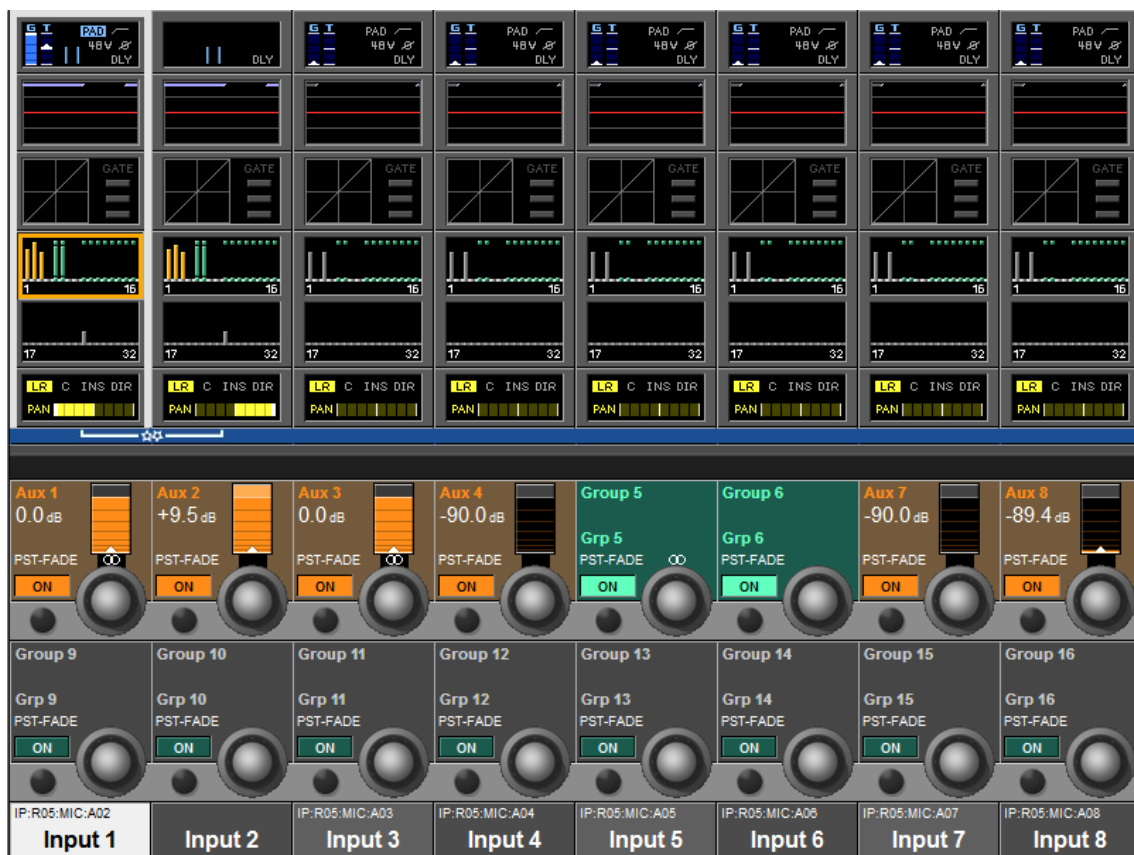 G T PAD 48V DLY
DLY
G T PAD 48V DLY
G T PAD 48V DLY
G T PAD 48V DLY
G T PAD 48V DLY
G T PAD 48V DLY
G T PAD 48V DLY
GATE GATE GATE GATE GATE GATE GATE GATE
1 16 1 16 1 16 1 16 1 16 1 16 1 16 1 16
17 32 17 32 17 32 17 32 17 32 17 32 17 32 17 32
LR C INS DIR LR C INS DIR LR C INS DIR LR C INS DIR LR C INS DIR LR C INS DIR LR C INS DIR LR C INS DIR
PAN PAN PAN PAN PAN PAN PAN PAN
Aux 1 Aux 2 Aux 3 Aux 4 Group 5 Group 6 Aux 7 Aux 8
0.0 dB +9.5 dB 0.0 dB -90.0 dB -90.0 dB -89.4 dB
Grp 5 Grp 6
PST-FADE PST-FADE PST-FADE PST-FADE PST-FADE PST-FADE PST-FADE PST-FADE
ON ON ON ON ON ON ON ON
Group 9 Group 10 Group 11 Group 12 Group 13 Group 14 Group 15 Group 16
Grp 9 Grp 10 Grp 11 Grp 12 Grp 13 Grp 14 Grp 15 Grp 16
PST-FADE PST-FADE PST-FADE PST-FADE PST-FADE PST-FADE PST-FADE PST-FADE
ON ON ON ON ON ON ON ON
IP:R05:MIC:A02 IP:R05:MIC:A03 IP:R05:MIC:A04 IP:R05:MIC:A05 IP:R05:MIC:A06 IP:R05:MIC:A07 IP:R05:MIC:A08
Input 1 Input 2 Input 3 Input 4 Input 5 Input 6 Input 7 Input 8